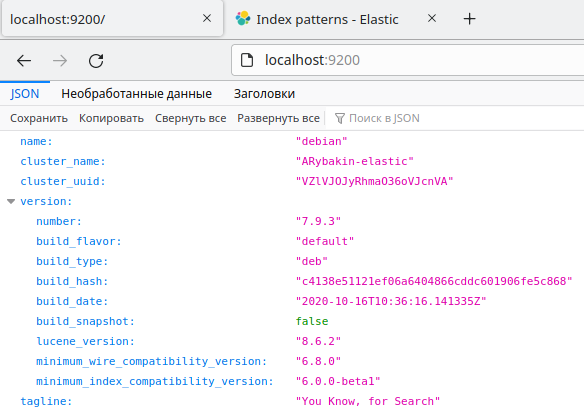 localhost:9200/
Index patterns - Elastic
localhost:9200
JSON Необработанные данные Заголовки
Сохранить Копировать Свернуть все Развернуть все Поиск в JSON
name: "debian"
cluster_name: "ARybakin-elastic"
cluster_uuid: "VZlVJOJyRhmaO36oVJcnVA"
version:
number: "7.9.3"
build_flavor: "default"
build_type: "deb"
build_hash: "c4138e51121ef06a6404866cddc601906fe5c868"
build_date: "2020-10-16T10:36:16.141335Z"
build_snapshot: false
lucene_version: "8.6.2"
minimum_wire_compatibility_version: "6.8.0"
minimum_index_compatibility_version: "6.0.0-beta1"
tagline: "You Know, for Search"